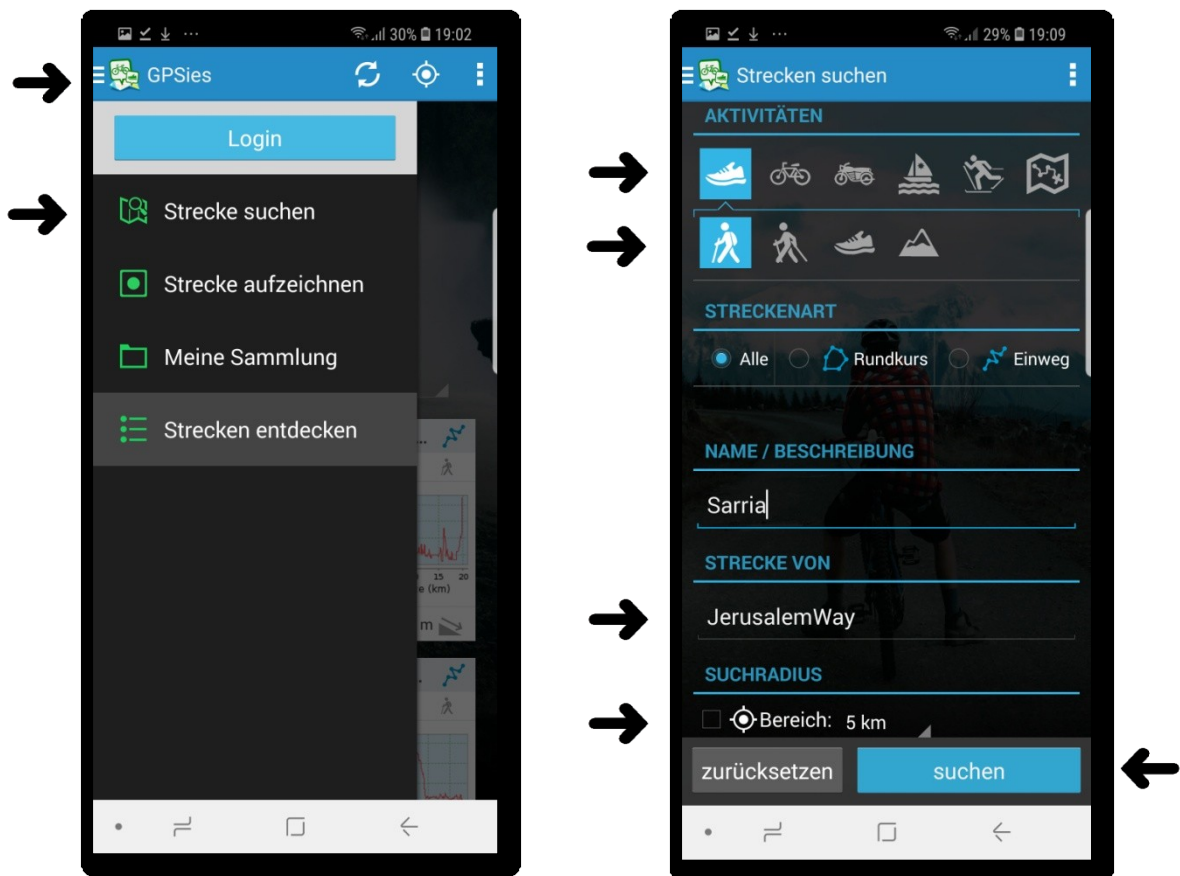 30% 19:02
GPSies
Login
Strecke suchen
Strecke aufzeichnen
Meine Sammlung
Strecken entdecken
...
15 20
e (km)
m
29% 19:09
Strecken suchen
AKTIVITÄTEN
STRECKENART
Alle Rundkurs Einweg
NAME / BESCHREIBUNG
Sarria
STRECKE VON
JerusalemWay
SUCHRADIUS
Bereich: 5 km
zurücksetzen suchen